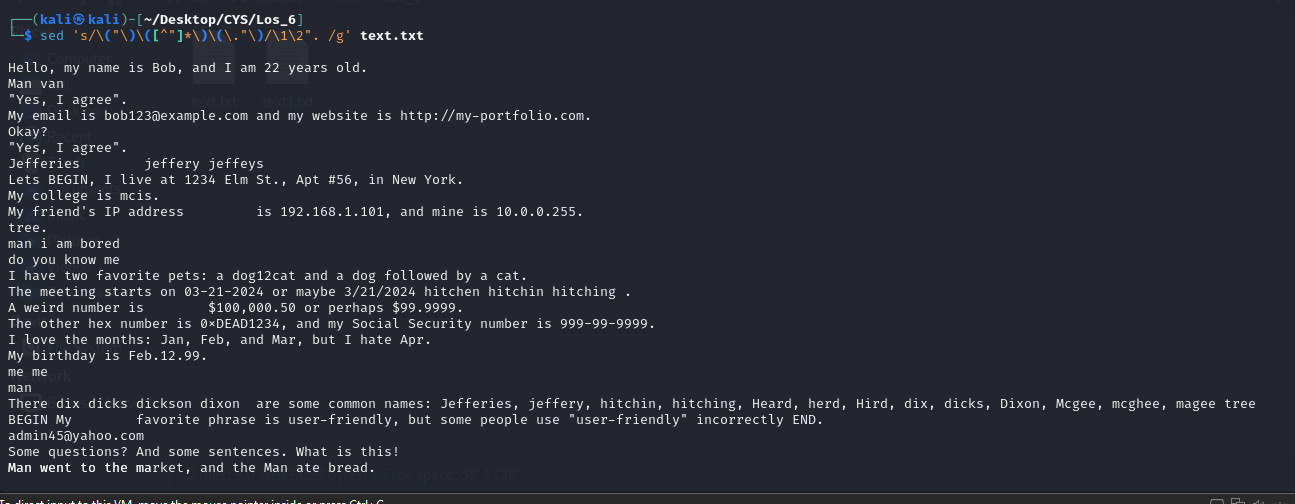 ┌──(kali㉿kali)-[~/Desktop/CYS/Los_6]
└─$ sed 's/\("\)\([^"]*\)\(\."\)/\1\2". /g' text.txt
Hello, my name is Bob, and I am 22 years old.
Man van
"Yes, I agree".
My email is bob123@example.com and my website is http://my-portfolio.com.
Okay?
"Yes, I agree".
Jefferies        jeffery jeffeys
Lets BEGIN, I live at 1234 Elm St., Apt #56, in New York.
My college is mcis.
My friend's IP address         is 192.168.1.101, and mine is 10.0.0.255.
tree.
man i am bored
do you know me
I have two favorite pets: a dog12cat and a dog followed by a cat.
The meeting starts on 03-21-2024 or maybe 3/21/2024 hitchen hitchin hitching .
A weird number is        $100,000.50 or perhaps $99.9999.
The other hex number is 0×DEAD1234, and my Social Security number is 999-99-9999.
I love the months: Jan, Feb, and Mar, but I hate Apr.
My birthday is Feb.12.99.
me me
man
There dix dicks dickson dixon  are some common names: Jefferies, jeffery, hitchin, hitching, Heard, herd, Hird, dix, dicks, Dixon, Mcgee, mcghee, magee tree
BEGIN My        favorite phrase is user-friendly, but some people use "user-friendly" incorrectly END.
admin45@yahoo.com
Some questions? And some sentences. What is this!
Man went to the market, and the Man ate bread.